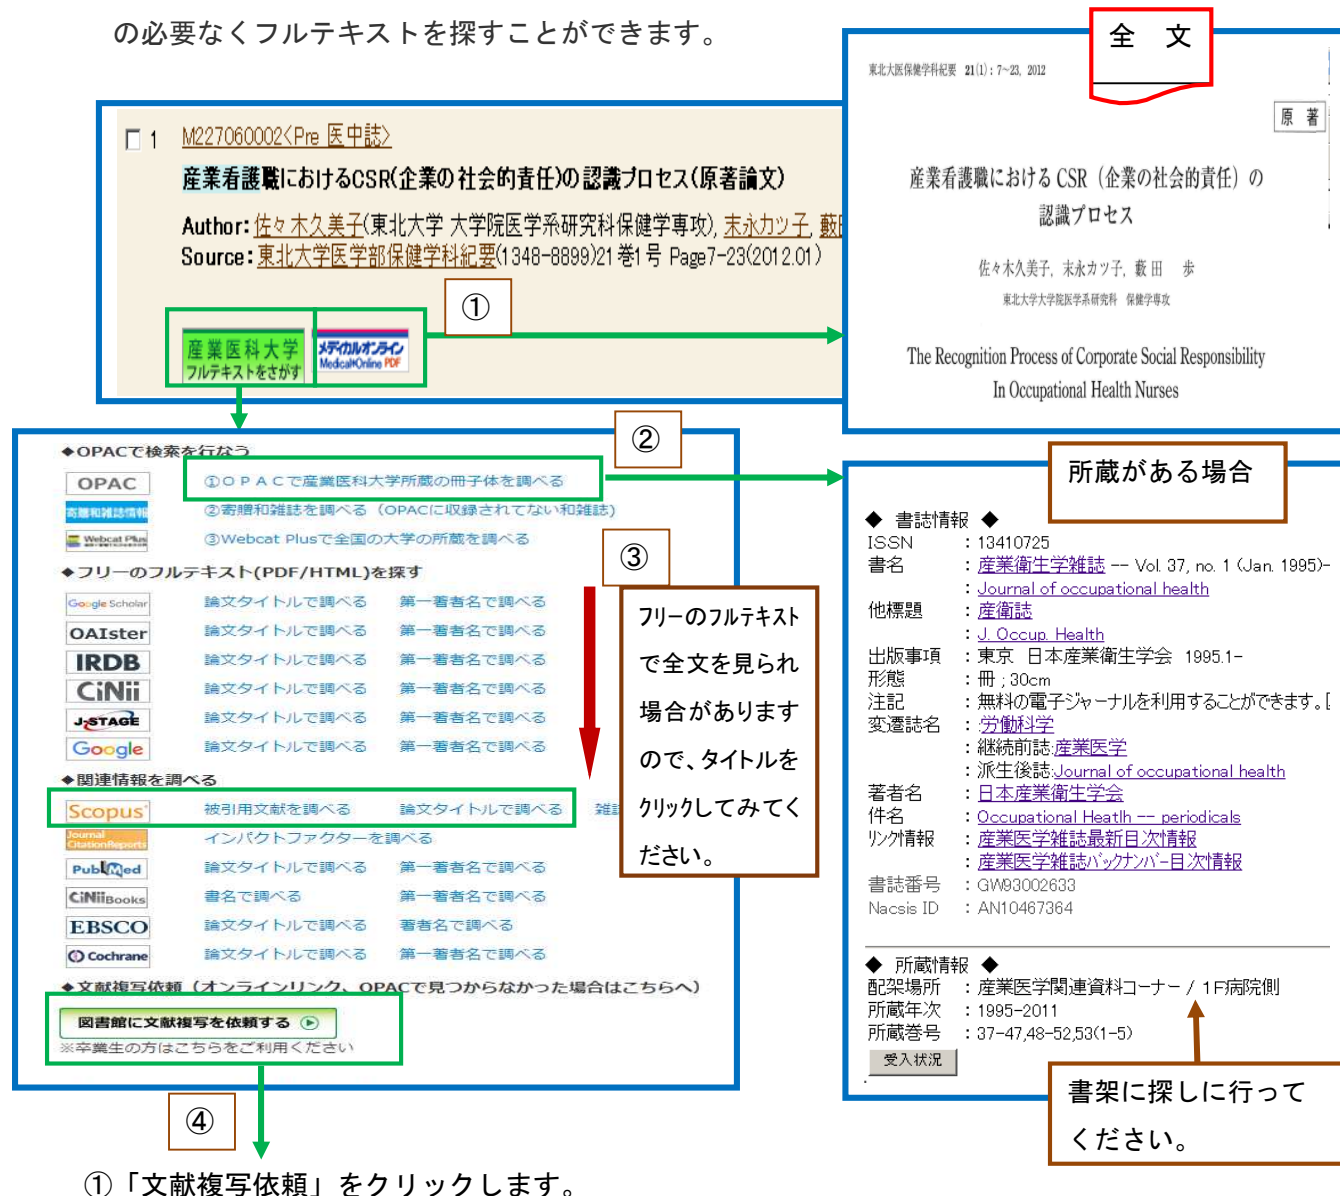 の必要なくフルテキストを探すことができます。
全　文
東北大医保健学科紀要 21(1) : 7~23, 2012
原　著
産業看護職における CSR（企業の社会的責任）の
認識プロセス
佐々木久美子, 末永カツ子, 藪 田　歩
東北大学大学院医学系研究科　保健学専攻
The Recognition Process of Corporate Social Responsibility
In Occupational Health Nurses
1 M227060002<Pre 医中誌>
産業看護職におけるCSR(企業の社会的責任)の認識プロセス(原著論文)
Author: 佐々木久美子(東北大学 大学院医学系研究科保健学専攻), 末永カツ子, 藪
Source: 東北大学医学部保健学科紀要(1348-8899)21巻1号 Page7-23(2012.01)
①
産業医科大学
フルテキストをさがす
メディカルオンライン
Medical*Online PDF
②
◆OPACで検索を行なう
OPAC ①ＯＰＡＣで産業医科大学所蔵の冊子体を調べる
寄贈和雑誌情報 ②寄贈和雑誌を調べる（OPACに収録されてない和雑誌)
Webcat Plus ③Webcat Plusで全国の大学の所蔵を調べる
◆フリーのフルテキスト(PDF/HTML)を探す
Google Scholar 論文タイトルで調べる 第一著者名で調べる
OAIster 論文タイトルで調べる 第一著者名で調べる
IRDB 論文タイトルで調べる 第一著者名で調べる
CiNii 論文タイトルで調べる 第一著者名で調べる
J-STAGE 論文タイトルで調べる 第一著者名で調べる
Google 論文タイトルで調べる 第一著者名で調べる
◆関連情報を調べる
Scopus 被引用文献を調べる 論文タイトルで調べる 雑
Journal CitationReports インパクトファクターを調べる
PubMed 論文タイトルで調べる 第一著者名で調べる
CiNii Books 書名で調べる 第一著者名で調べる
EBSCO 論文タイトルで調べる 著者名で調べる
Cochrane 論文タイトルで調べる 第一著者名で調べる
◆文献複写依頼（オンラインリンク、OPACで見つからなかった場合はこちらへ）
図書館に文献複写を依頼する
※卒業生の方はこちらをご利用ください
③
フリーのフルテキスト
で全文を見られ
場合があります
ので、タイトルを
クリックしてみてく
ださい。
所蔵がある場合
◆ 書誌情報 ◆
ISSN : 13410725
書名 : 産業衛生学雑誌 -- Vol. 37, no. 1 (Jan. 1995)-
: Journal of occupational health
他標題 : 産衛誌
: J. Occup. Health
出版事項 : 東京 日本産業衛生学会 1995.1-
形態 : 冊 ; 30cm
注記 : 無料の電子ジャーナルを利用することができます。
変遷誌名 : 労働科学
: 継続前誌:産業医学
: 派生後誌:Journal of occupational health
著者名 : 日本産業衛生学会
件名 : Occupational Heatlh -- periodicals
リンク情報 : 産業医学雑誌最新目次情報
: 産業医学雑誌バックナンバー目次情報
書誌番号 : GW93002633
Nacsis ID : AN10467364
◆ 所蔵情報 ◆
配架場所 : 産業医学関連資料コーナー / 1F病院側
所蔵年次 : 1995-2011
所蔵巻号 : 37-47,48-52,53(1-5)
受入状況
書架に探しに行って
ください。
④
①「文献複写依頼」をクリックします。